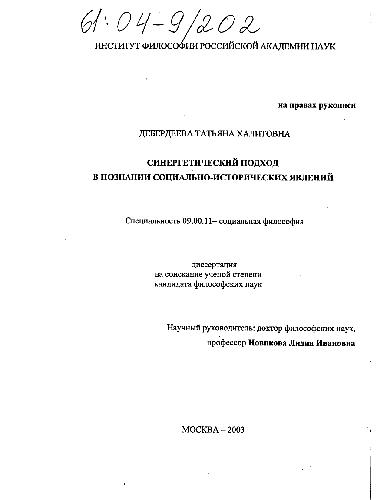 61:04-9/202
ИНСТИТУТ ФИЛОСОФИИ РОССИЙСКОЙ АКАДЕМИИ НАУК
на правах рукописи
ДЕБЕРДЕЕВА ТАТЬЯНА ХАЛИТОВНА
СИНЕРГЕТИЧЕСКИЙ ПОДХОД
В ПОЗНАНИИ СОЦИАЛЬНО-ИСТОРИЧЕСКИХ ЯВЛЕНИЙ
Специальность 09.00.11– социальная философия
диссертация
на соискание ученой степени
кандидата философских наук
Научный руководитель: доктор философских наук,
профессор Новикова Лидия Ивановна
МОСКВА – 2003